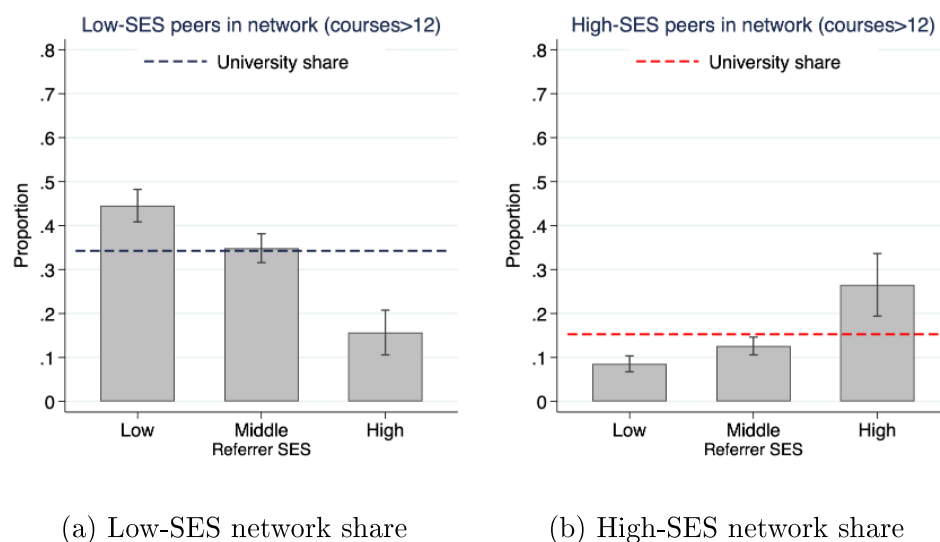 Low-SES peers in network (courses>12)
University share
.8
.7
.6
.5
.4
.3
.2
.1
0
Proportion
Low
Middle
High
Referrer SES
(a) Low-SES network share
High-SES peers in network (courses>12)
University share
.8
.7
.6
.5
.4
.3
.2
.1
0
Proportion
Low
Middle
High
Referrer SES
(b) High-SES network share